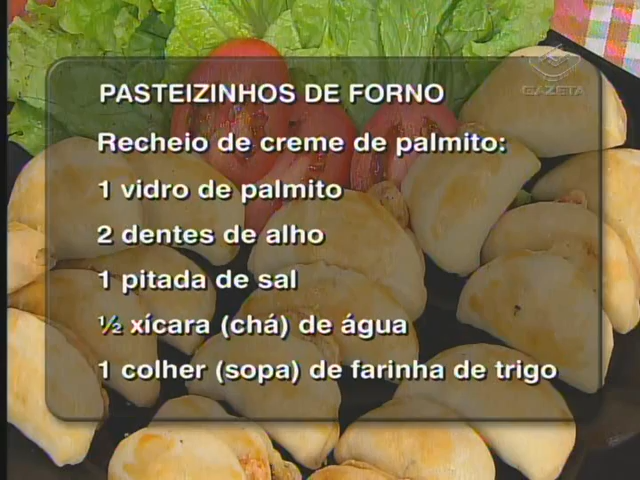 GAZETA
PASTEIZINHOS DE FORNO
Recheio de creme de palmito:
1 vidro de palmito
2 dentes de alho
1 pitada de sal
½ xícara (chá) de água
1 colher (sopa) de farinha de trigo